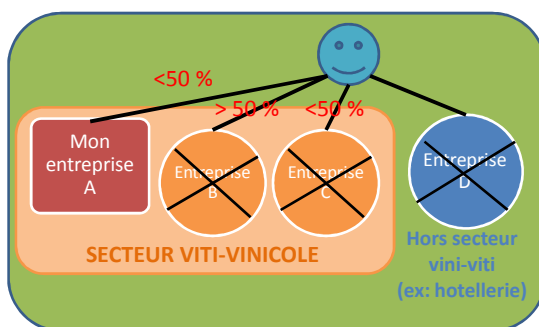 <50 %
> 50 %
<50 %
Mon
entreprise
A
Entreprise
B
Entreprise
C
Entreprise
D
SECTEUR VITI-VINICOLE
Hors secteur
vini-viti
(ex: hotellerie)